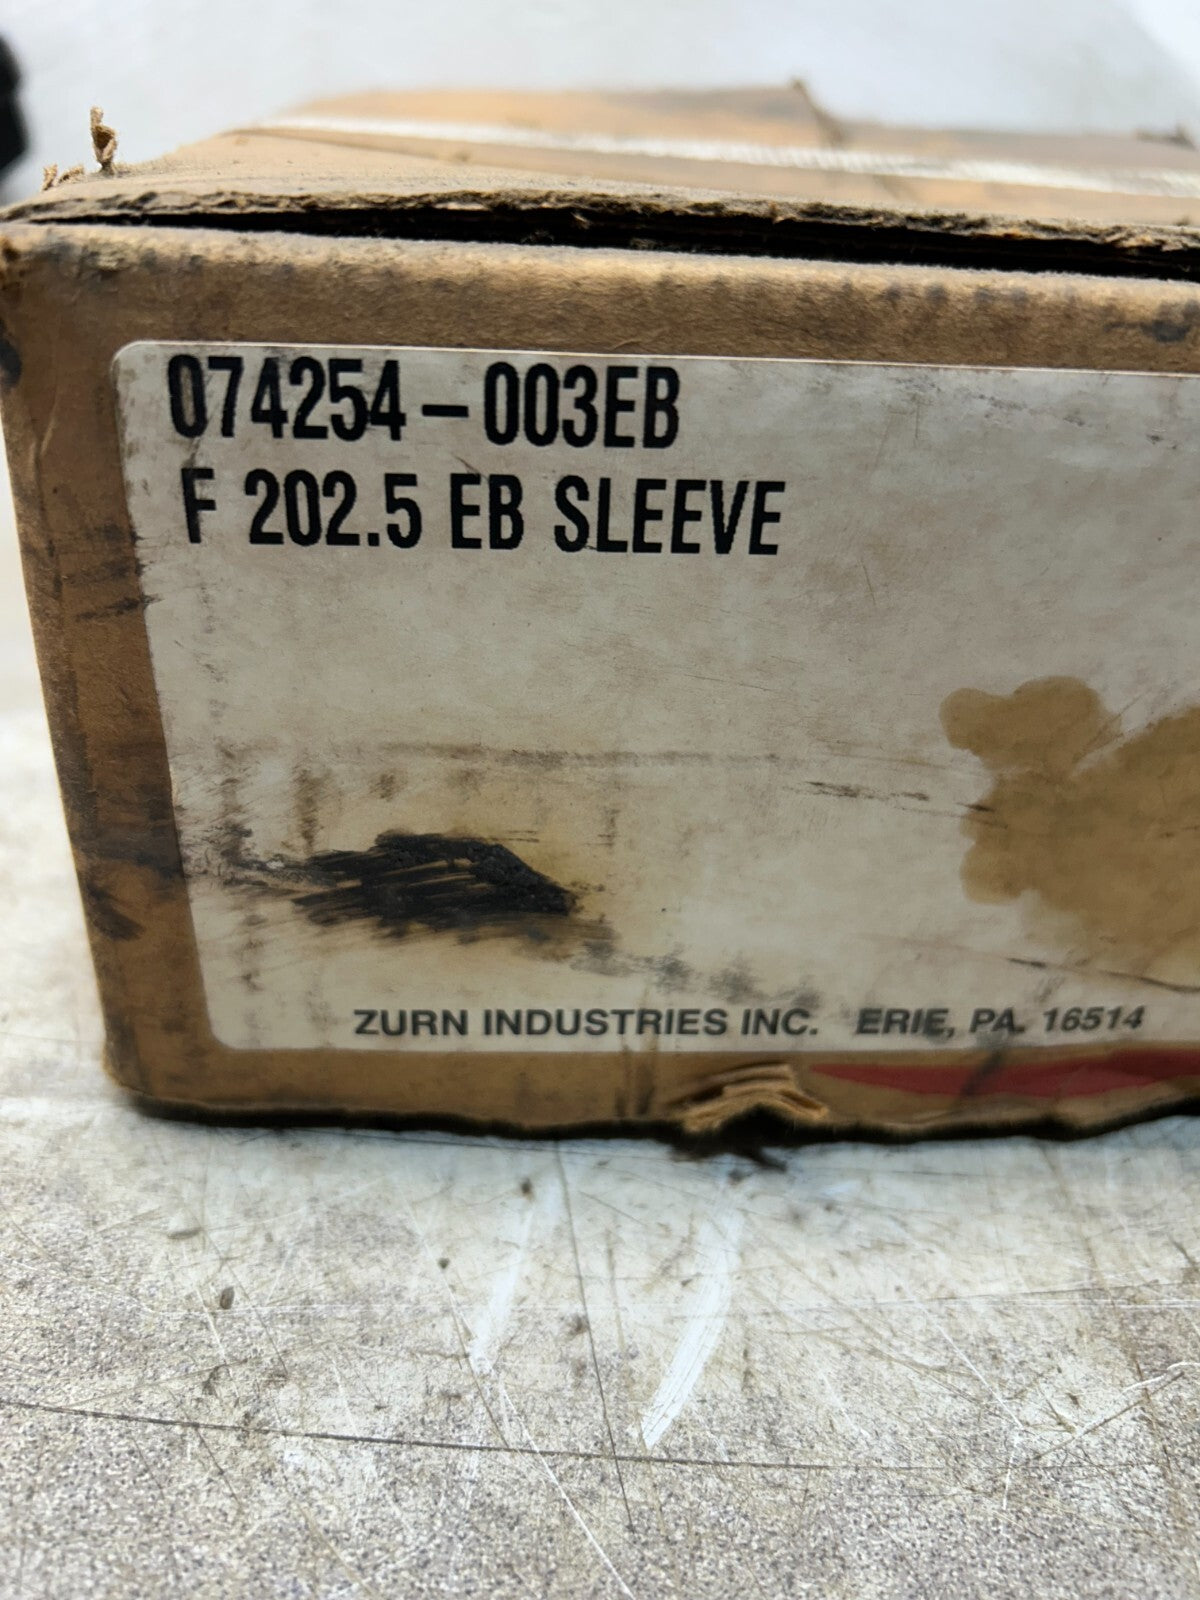 074254-003EB
F 202.5 EB SLEEVE
ZURN INDUSTRIES INC. ERIE, PA. 16514